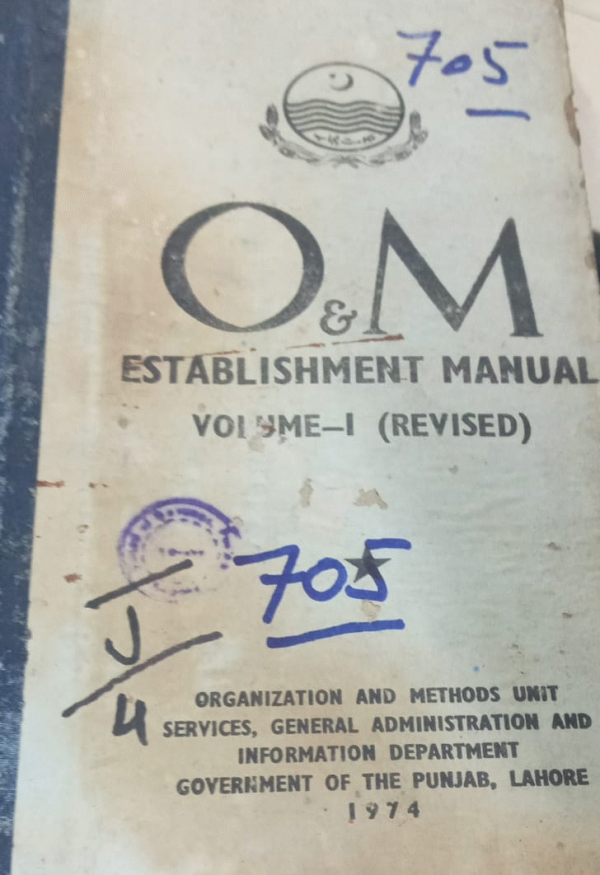 705
O & M
ESTABLISHMENT MANUAL
VOLUME–I (REVISED)
705
J
4
ORGANIZATION AND METHODS UNIT
SERVICES, GENERAL ADMINISTRATION AND
INFORMATION DEPARTMENT
GOVERNMENT OF THE PUNJAB, LAHORE
1974